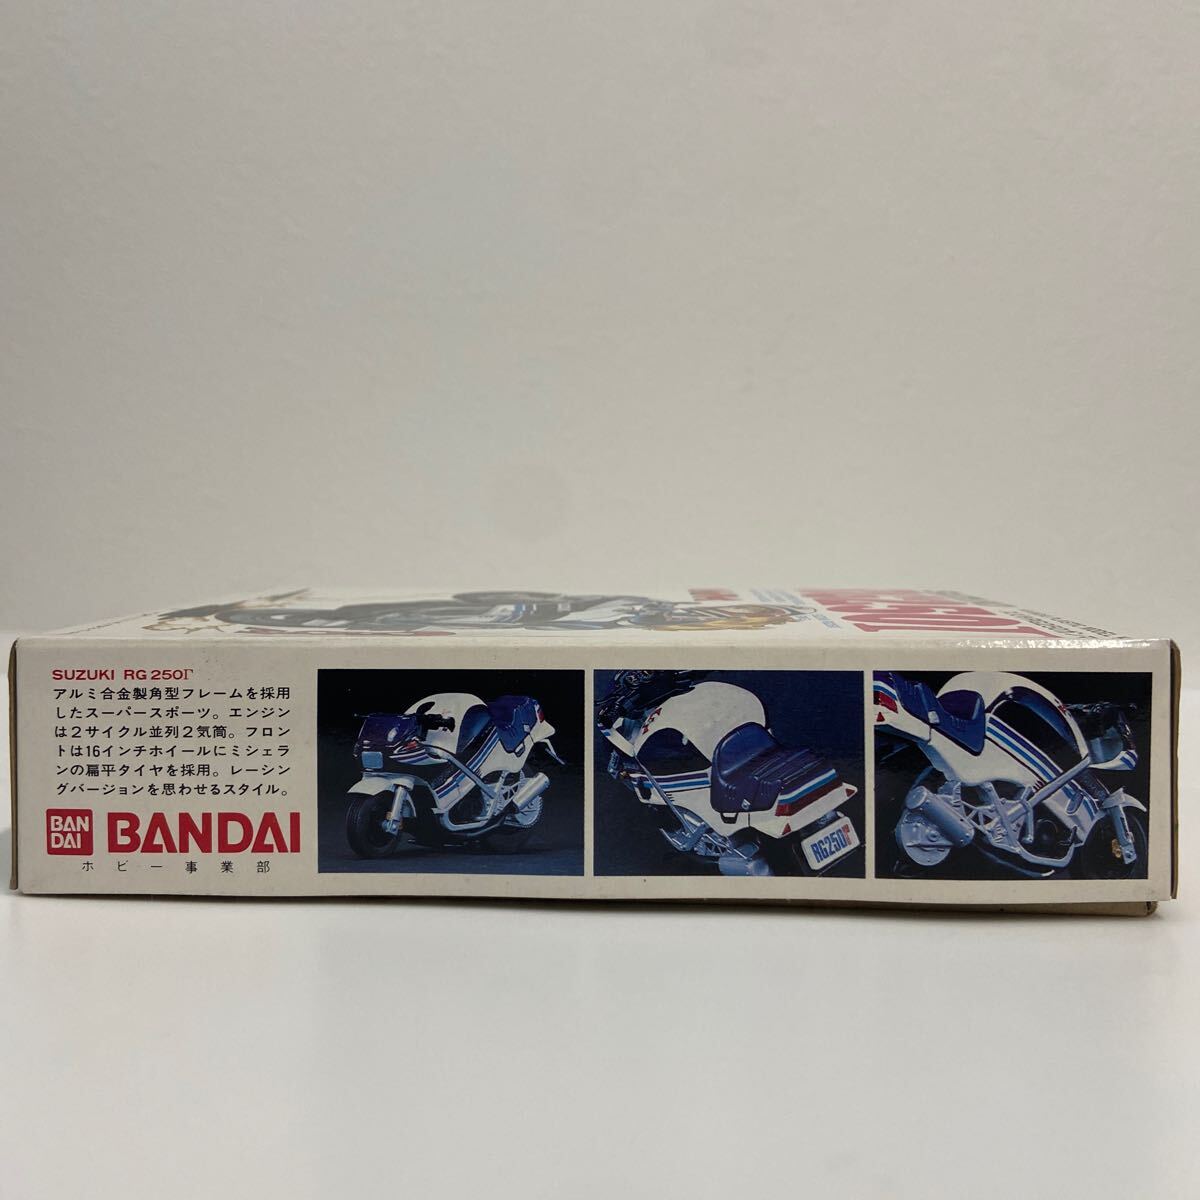 SUZUKI RG250Γ
アルミ合金製角型フレームを採用
したスーパースポーツ。エンジン
は2サイクル並列2気筒。フロン
トは16インチホイールにミシェラ
ンの扁平タイヤを採用。レーシン
グバージョンを思わせるスタイル。
BAN
DAI
BANDAI
ホビー事業部
RG250Γ